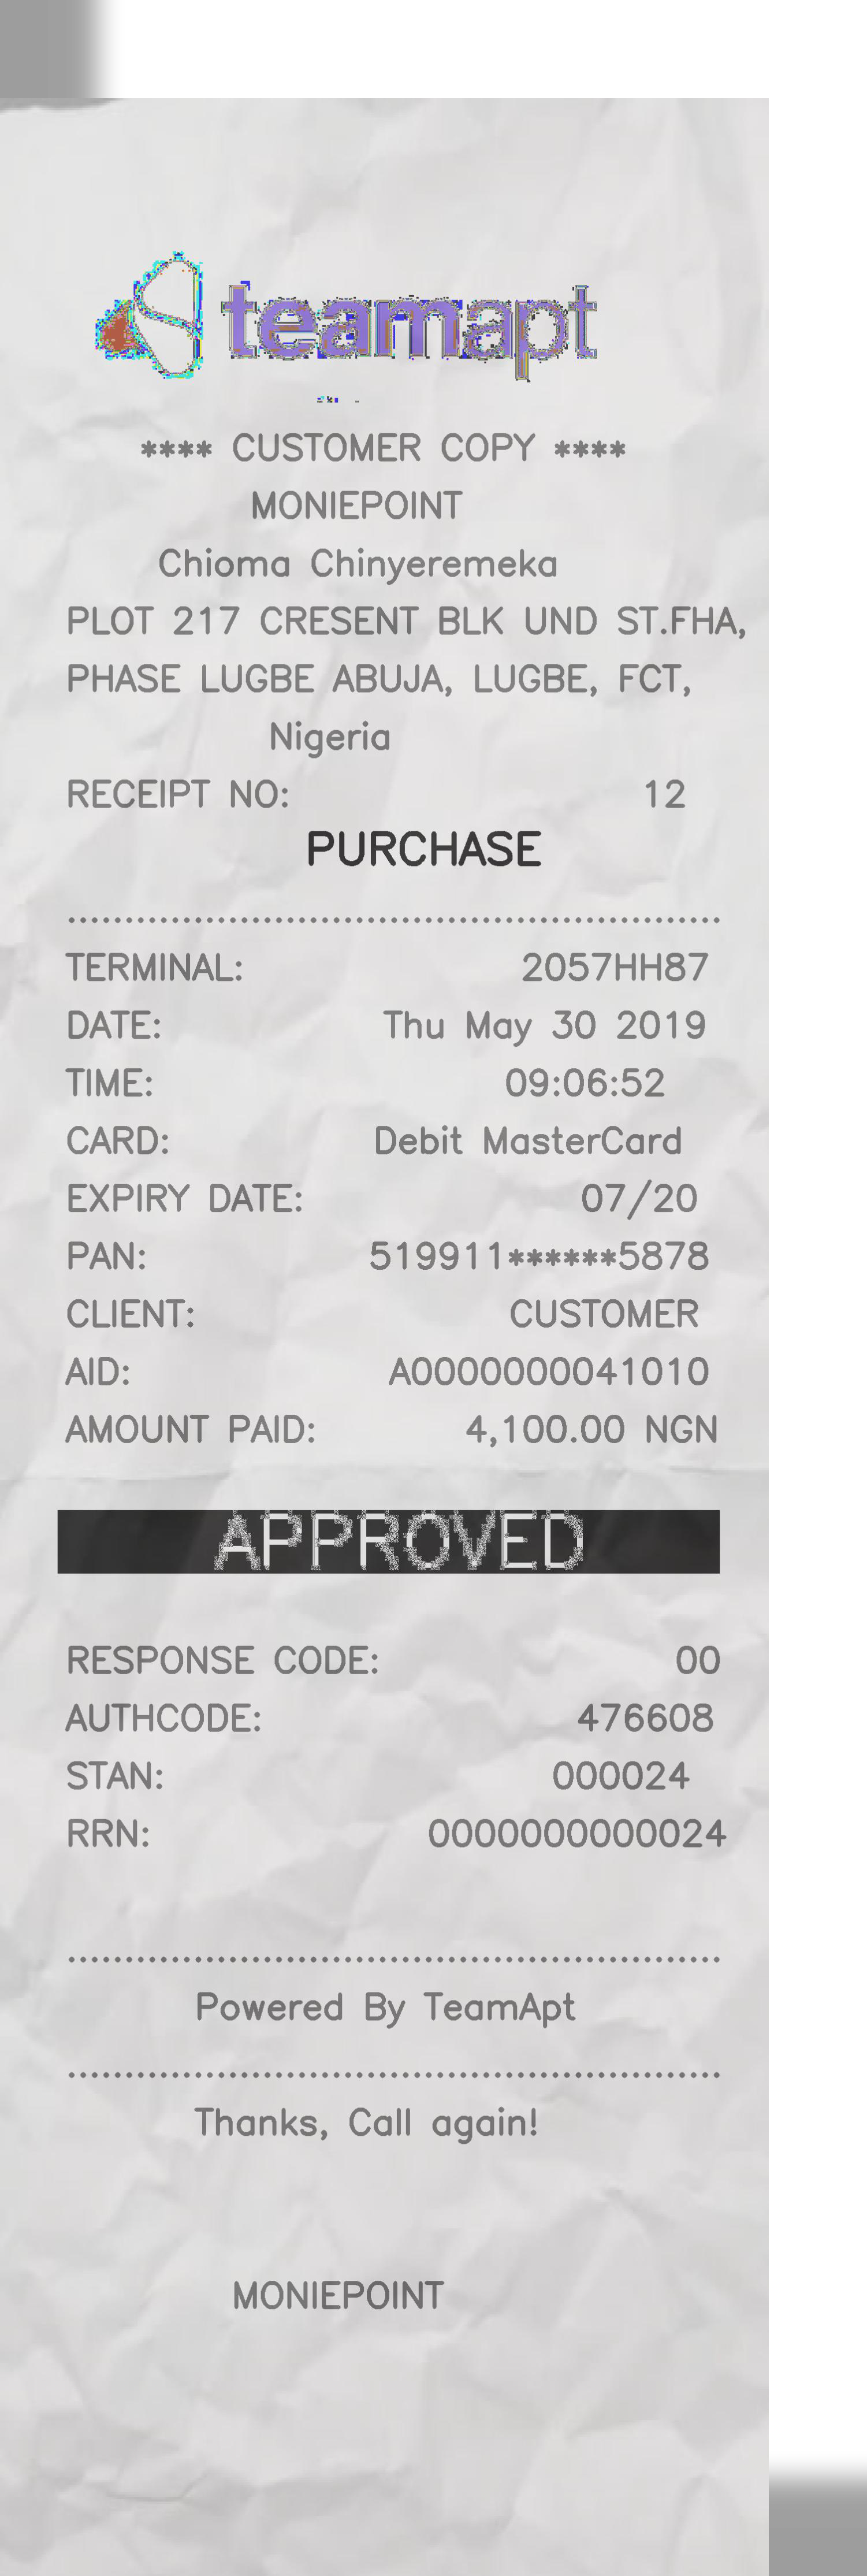 teamapt
**** CUSTOMER COPY ****
MONIEPOINT
Chioma Chinyeremeka
PLOT 217 CRESENT BLK UND ST.FHA,
PHASE LUGBE ABUJA, LUGBE, FCT,
Nigeria
RECEIPT NO: 12
PURCHASE
TERMINAL: 2057HH87
DATE: Thu May 30 2019
TIME: 09:06:52
CARD: Debit MasterCard
EXPIRY DATE: 07/20
PAN: 519911******5878
CLIENT: CUSTOMER
AID: A0000000041010
AMOUNT PAID: 4,100.00 NGN
APPROVED
RESPONSE CODE: 00
AUTHCODE: 476608
STAN: 000024
RRN: 0000000000024
Powered By TeamApt
Thanks, Call again!
MONIEPOINT